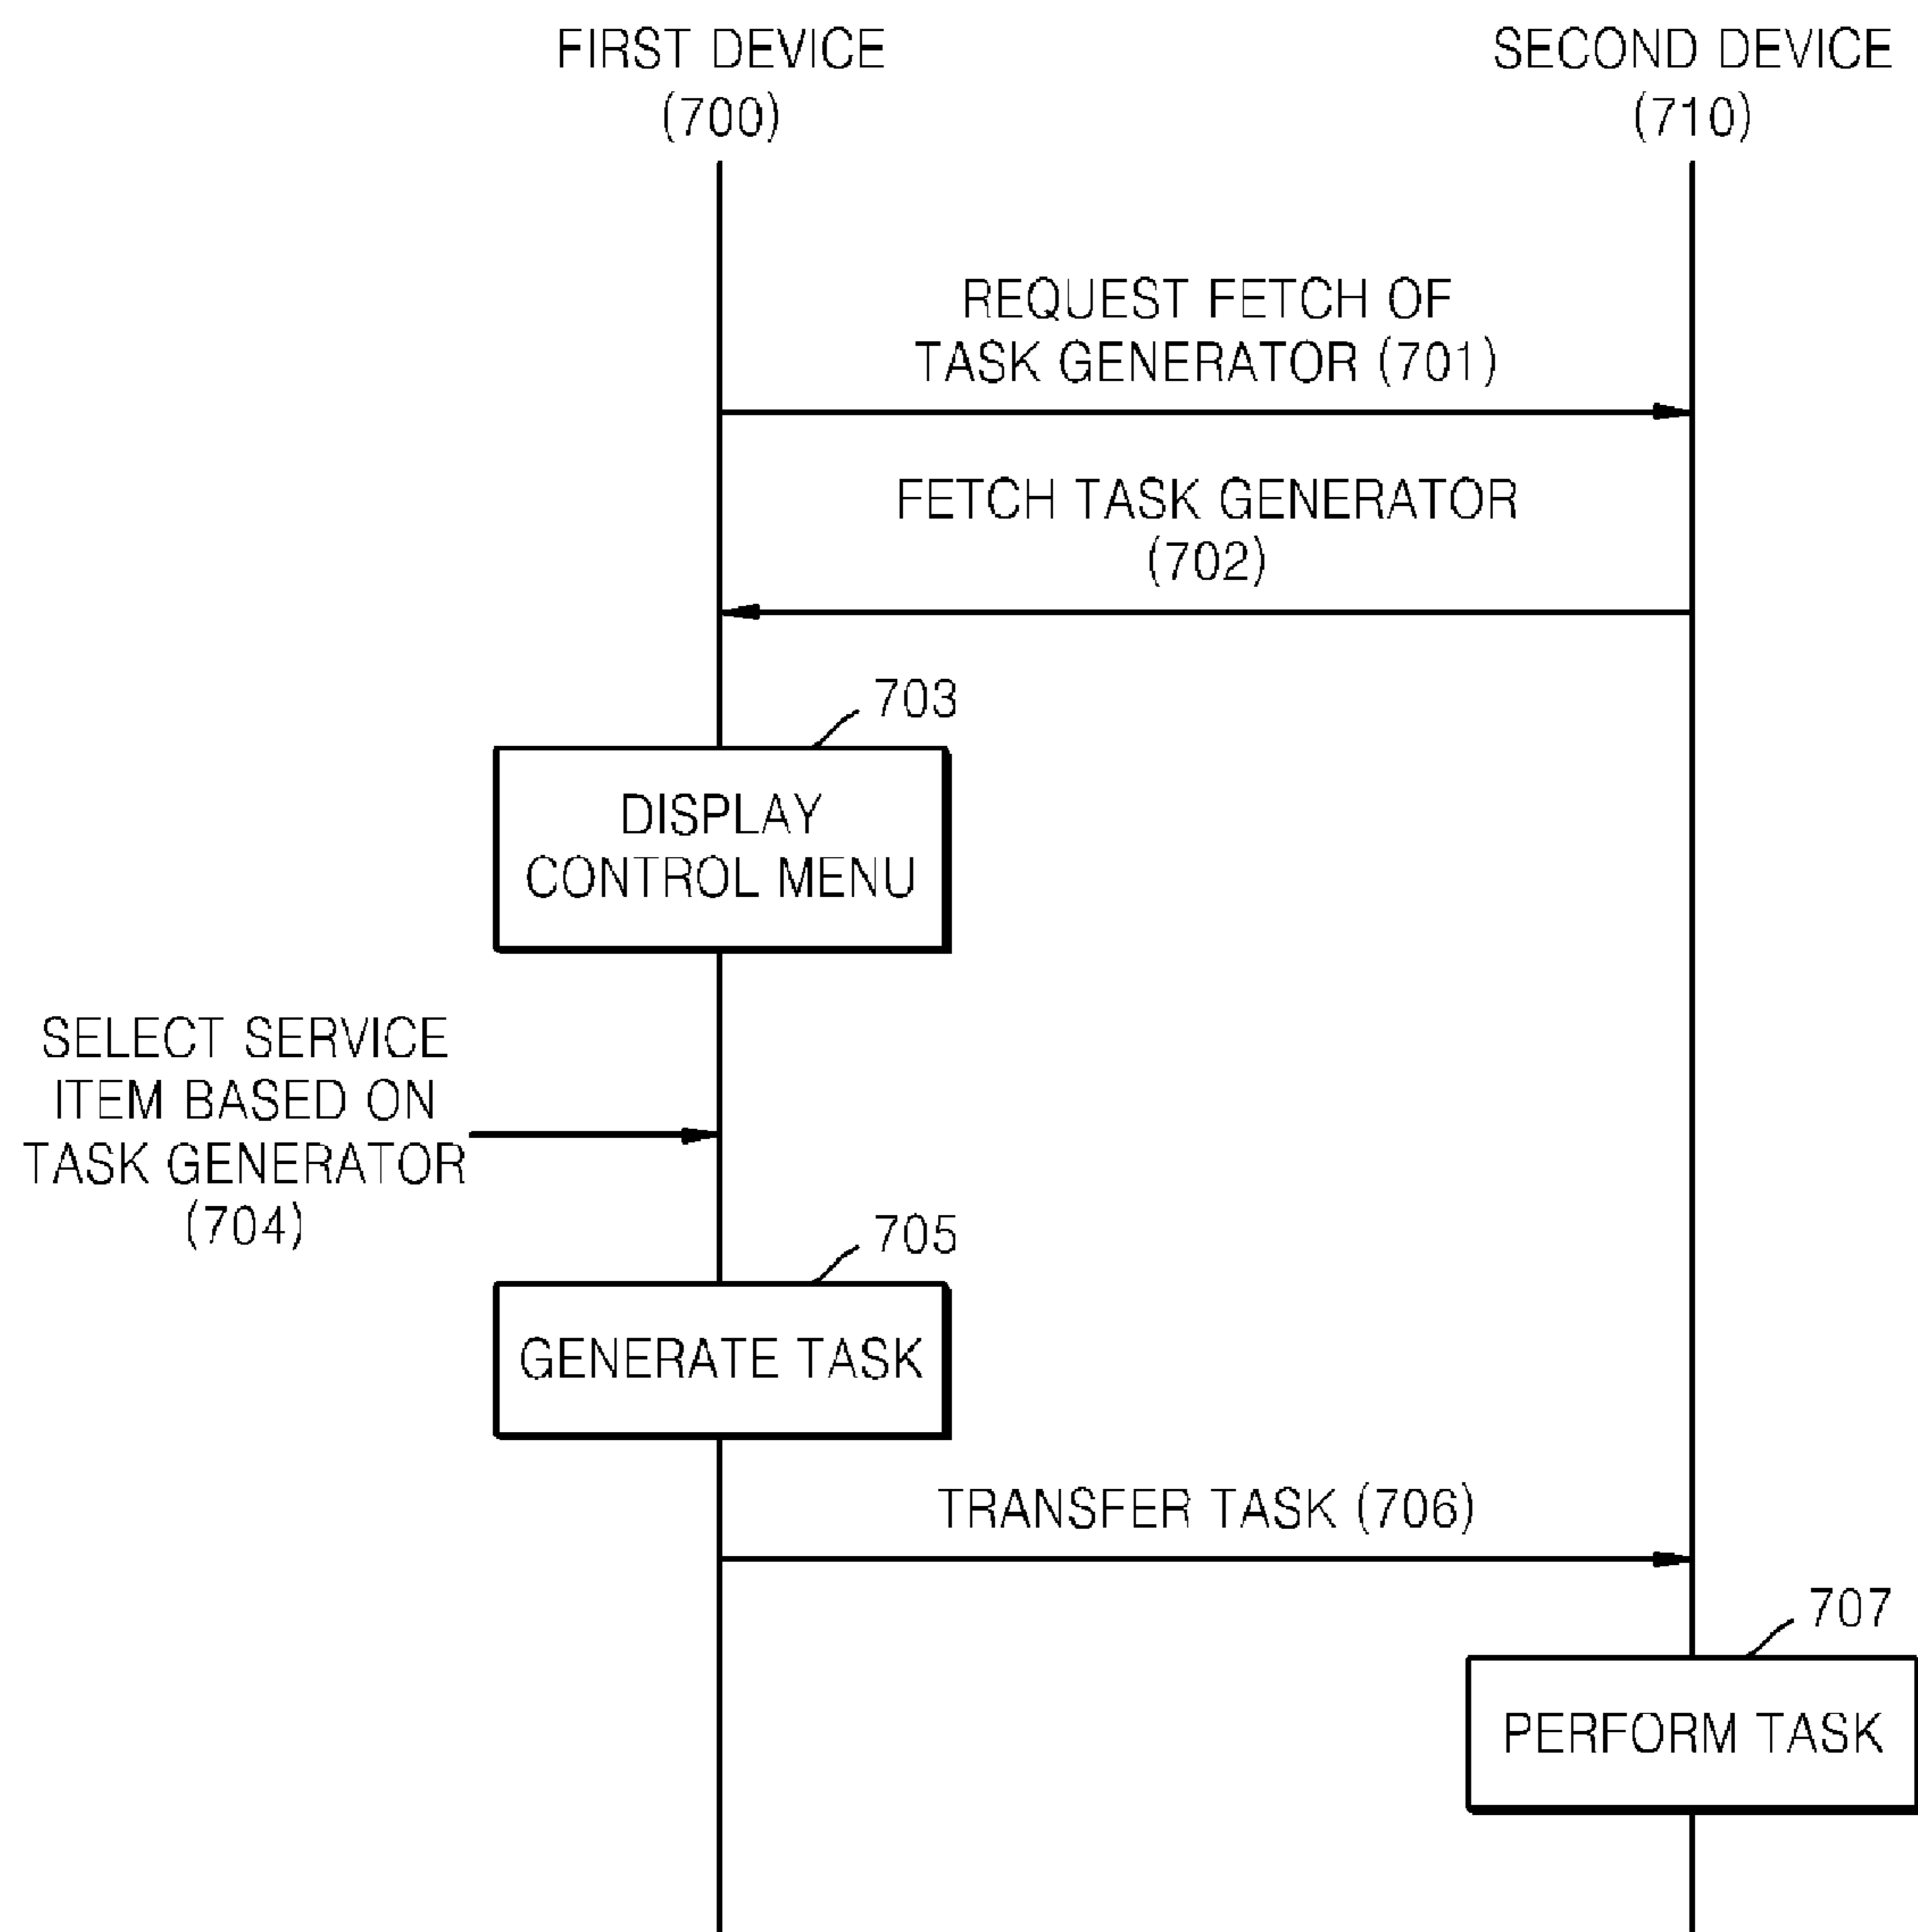 FIRST DEVICE
(700)
SECOND DEVICE
(710)
REQUEST FETCH OF
TASK GENERATOR (701)
FETCH TASK GENERATOR
(702)
703
DISPLAY
CONTROL MENU
SELECT SERVICE
ITEM BASED ON
TASK GENERATOR
(704)
705
GENERATE TASK
TRANSFER TASK (706)
707
PERFORM TASK